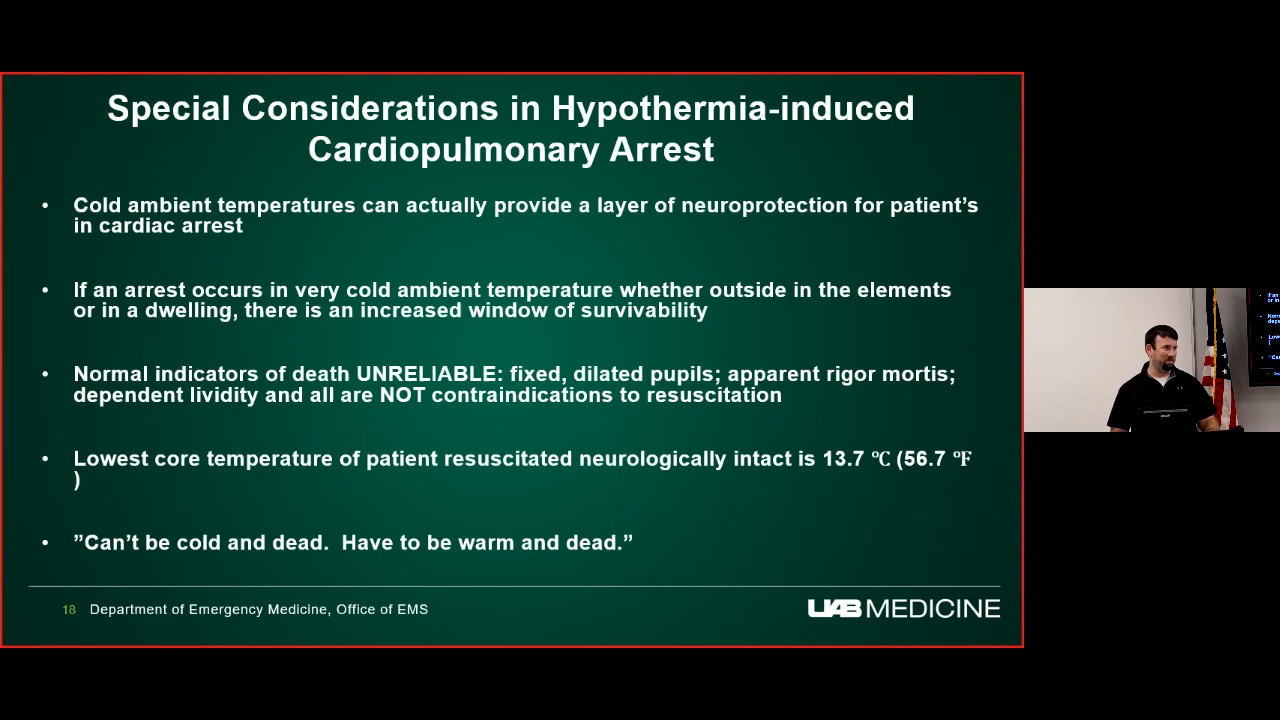 Special Considerations in Hypothermia-induced
Cardiopulmonary Arrest
• Cold ambient temperatures can actually provide a layer of neuroprotection for patient’s
in cardiac arrest
• If an arrest occurs in very cold ambient temperature whether outside in the elements
or in a dwelling, there is an increased window of survivability
• Normal indicators of death UNRELIABLE: fixed, dilated pupils; apparent rigor mortis;
dependent lividity and all are NOT contraindications to resuscitation
• Lowest core temperature of patient resuscitated neurologically intact is 13.7 ℃ (56.7 ℉
)
• ”Can’t be cold and dead.  Have to be warm and dead.”
18 Department of Emergency Medicine, Office of EMS
UAB MEDICINE